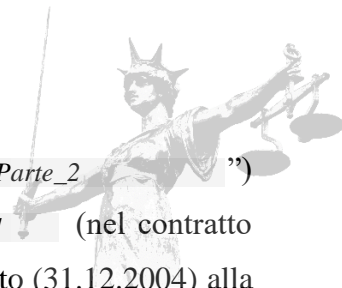 Parte_2 ”)
(nel contratto
to (31.12.2004) alla